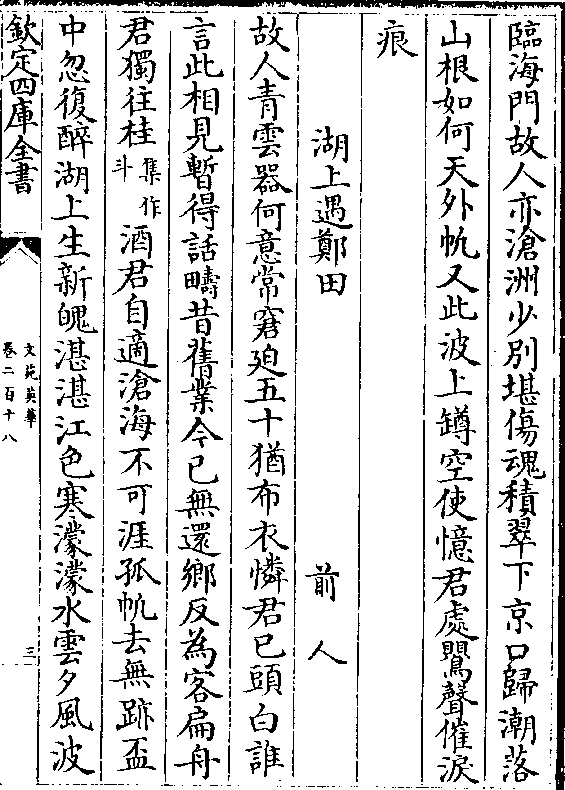 臨海門故人亦滄洲少別堪傷魂積翠下京口歸潮落
山根如何天外帆又此波上罇空使憶君處鸎聲催淚
痕
湖上遇鄭田 前人
故人青雲器何意常窘廹五十猶布衣憐君已頭白誰
言此相見暫得話疇昔舊業今已無還鄉反為客扁舟
君獨往桂集作斗酒君自適滄海不可涯孤帆去無跡盃
中忽復醉湖上生新魄湛湛江色寒濛濛水雲夕風波
欽定四庫全書
文苑英華
卷二百十八
三